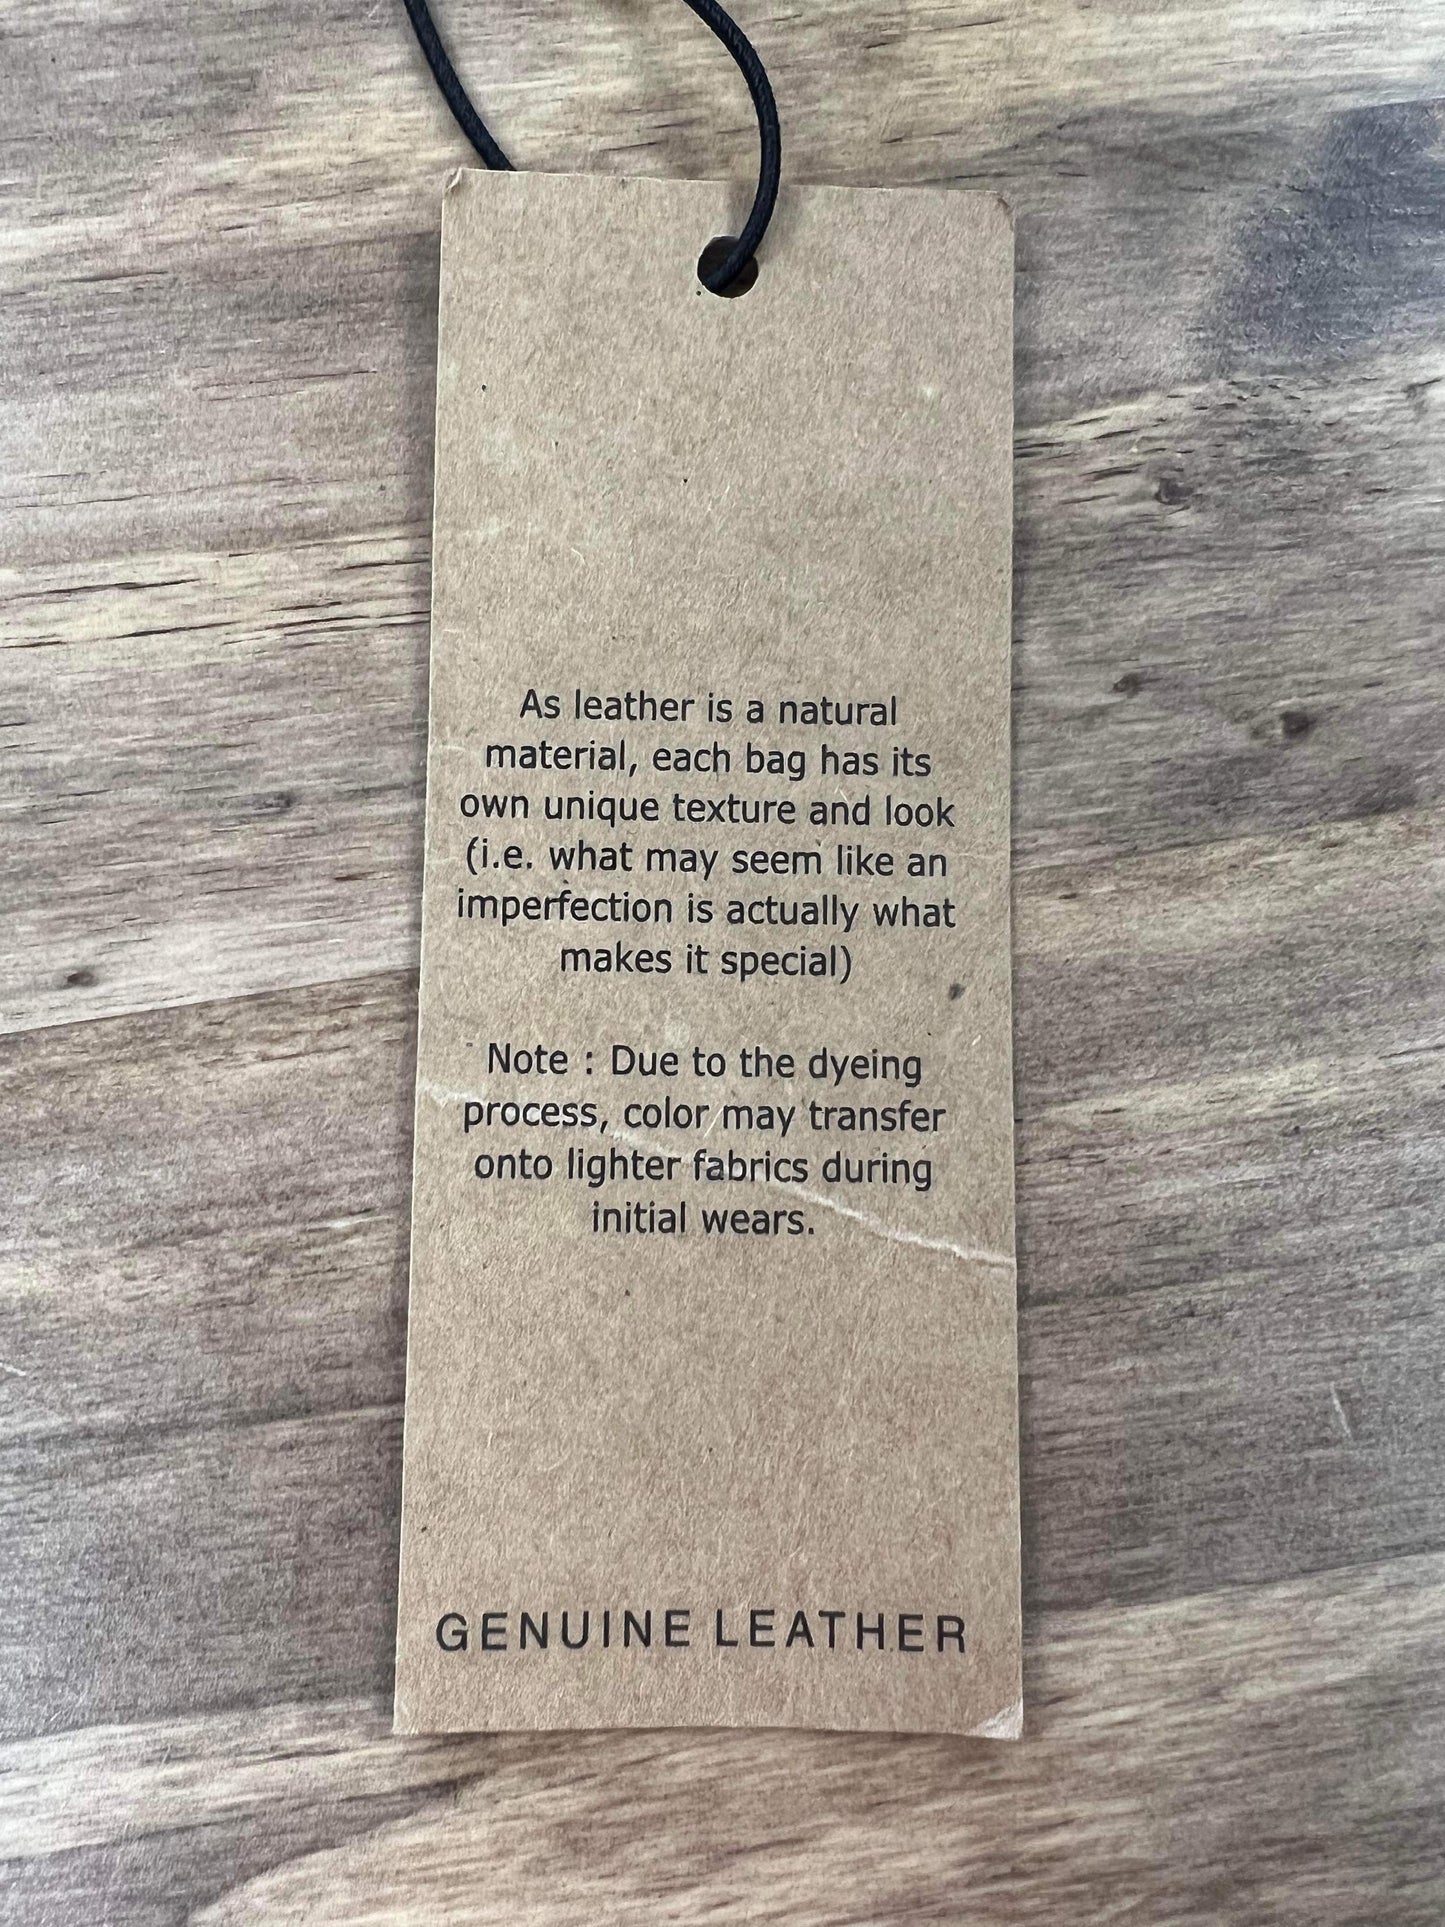 As leather is a natural
material, each bag has its
own unique texture and look
(i.e. what may seem like an
imperfection is actually what
makes it special)
Note : Due to the dyeing
process, color may transfer
onto lighter fabrics during
initial wears.
GENUINE LEATHER